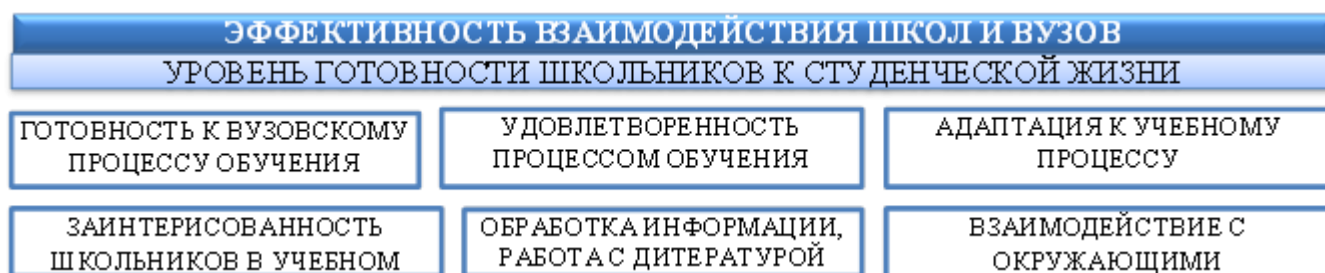 ЭФФЕКТИВНОСТЬ ВЗАИМОДЕЙСТВИЯ ШКОЛ И ВУЗОВ
УРОВЕНЬ ГОТОВНОСТИ ШКОЛЬНИКОВ К СТУДЕНЧЕСКОЙ ЖИЗНИ
ГОТОВНОСТЬ К ВУЗОВСКОМУ
ПРОЦЕССУ ОБУЧЕНИЯ
УДОВЛЕТВОРЕННОСТЬ
ПРОЦЕССОМ ОБУЧЕНИЯ
АДАПТАЦИЯ К УЧЕБНОМУ
ПРОЦЕССУ
ЗАИНТЕРИСОВАННОСТЬ
ШКОЛЬНИКОВ В УЧЕБНОМ
ОБРАБОТКА ИНФОРМАЦИИ,
РАБОТА С ДИТЕРАТУРОЙ
ВЗАИМОДЕЙСТВИЕ С
ОКРУЖАЮЩИМИ